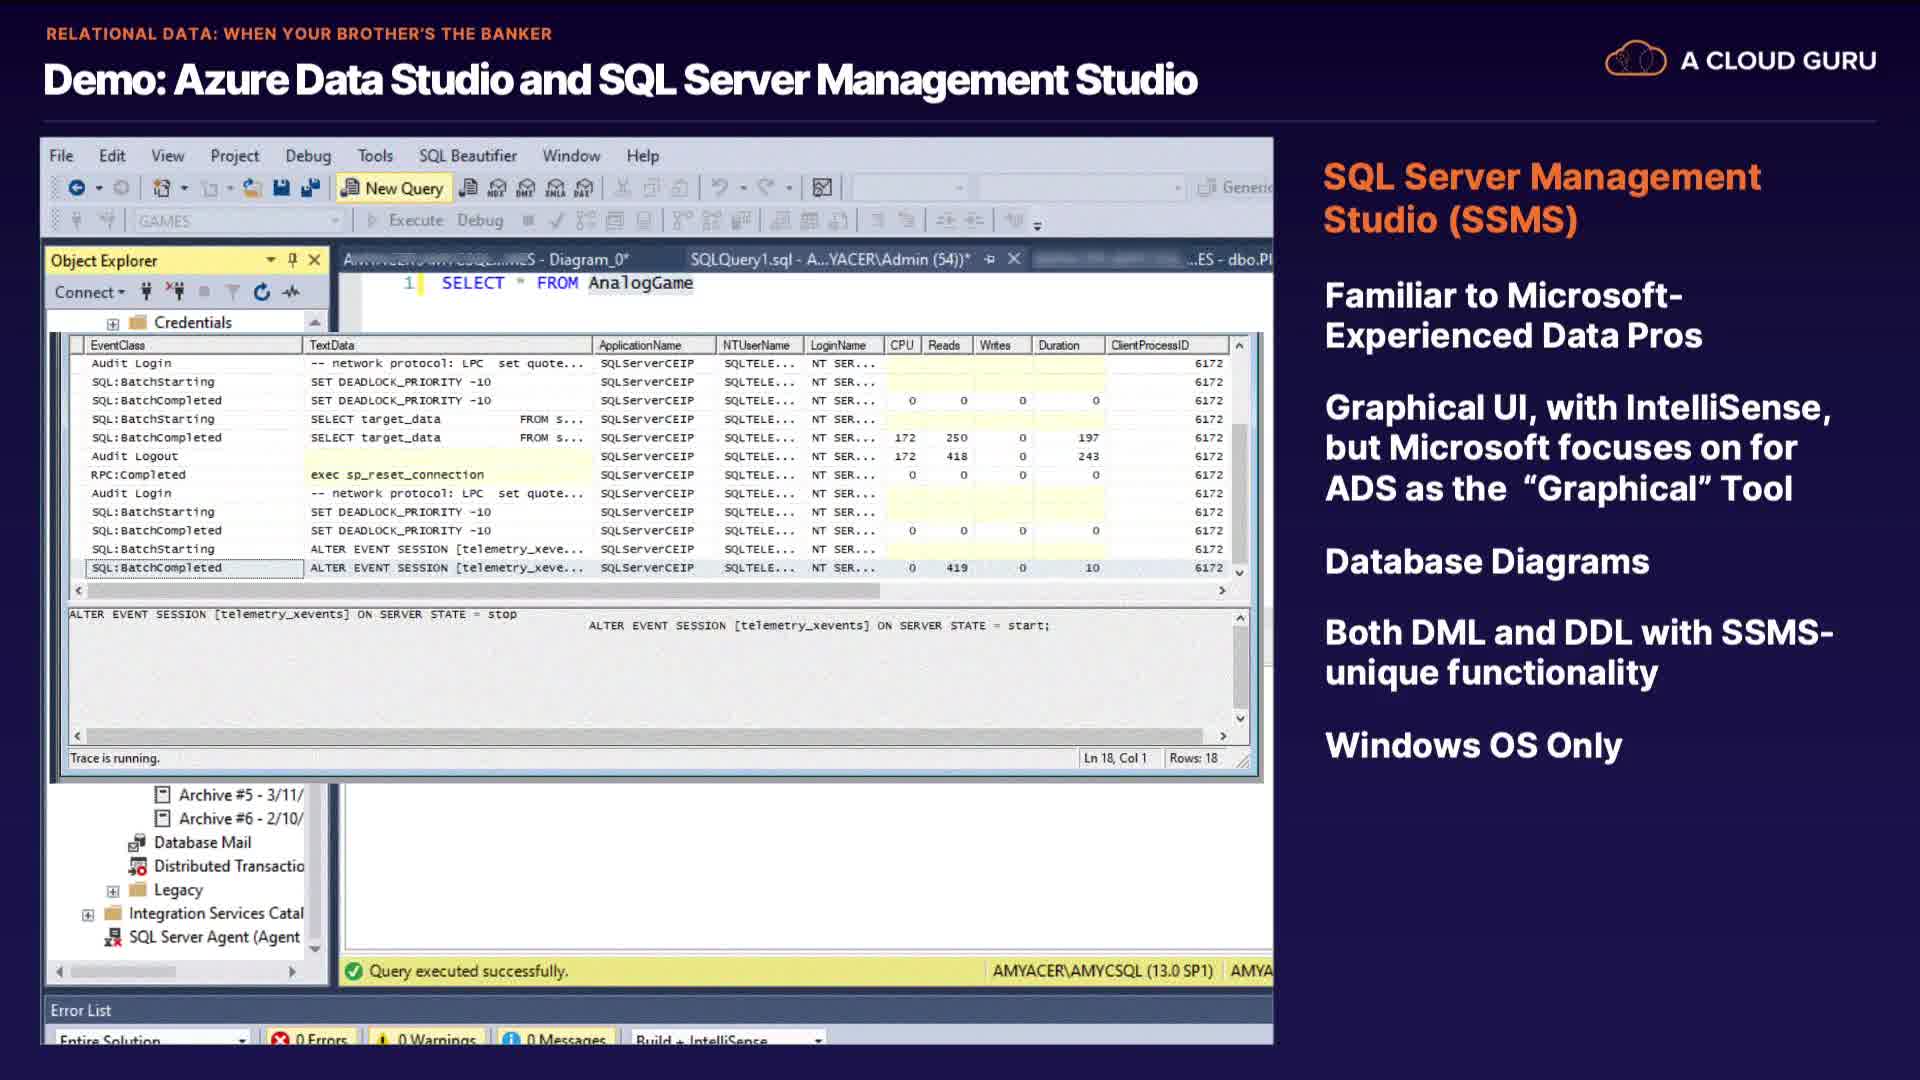 RELATIONAL DATA: WHEN YOUR BROTHER'S THE BANKER
Demo: Azure Data Studio and SQL Server Management Studio
A CLOUD GURU
File Edit View Project Debug Tools SQL Beautifier Window Help
New Query MDX DMX XMLA DAX Generic
GAMES Execute Debug
Object Explorer
ES - Diagram_0* SQLQuery1.sql - A...YACER\Admin (54))* ...ES - dbo.Pl
Connect
1 SELECT * FROM AnalogGame
Credentials
EventClass TextData ApplicationName NTUserName LoginName CPU Reads Writes Duration ClientProcessID
Audit Login -- network protocol: LPC set quote... SQLServerCEIP SQLTELE... NT SER... 6172
SQL:BatchStarting SET DEADLOCK_PRIORITY -10 SQLServerCEIP SQLTELE... NT SER... 6172
SQL:BatchCompleted SET DEADLOCK_PRIORITY -10 SQLServerCEIP SQLTELE... NT SER... 0 0 0 0 6172
SQL:BatchStarting SELECT target_data FROM s... SQLServerCEIP SQLTELE... NT SER... 6172
SQL:BatchCompleted SELECT target_data FROM s... SQLServerCEIP SQLTELE... NT SER... 172 250 0 197 6172
Audit Logout SQLServerCEIP SQLTELE... NT SER... 172 418 0 243 6172
RPC:Completed exec sp_reset_connection SQLServerCEIP SQLTELE... NT SER... 0 0 0 0 6172
Audit Login -- network protocol: LPC set quote... SQLServerCEIP SQLTELE... NT SER... 6172
SQL:BatchStarting SET DEADLOCK_PRIORITY -10 SQLServerCEIP SQLTELE... NT SER... 6172
SQL:BatchCompleted SET DEADLOCK_PRIORITY -10 SQLServerCEIP SQLTELE... NT SER... 0 0 0 0 6172
SQL:BatchStarting ALTER EVENT SESSION [telemetry_xeve... SQLServerCEIP SQLTELE... NT SER... 6172
SQL:BatchCompleted ALTER EVENT SESSION [telemetry_xeve... SQLServerCEIP SQLTELE... NT SER... 0 419 0 10 6172
ALTER EVENT SESSION [telemetry_xevents] ON SERVER STATE = stop
ALTER EVENT SESSION [telemetry_xevents] ON SERVER STATE = start;
Trace is running. Ln 18, Col 1 Rows: 18
Archive #5 - 3/11/
Archive #6 - 2/10/
Database Mail
Distributed Transactio
Legacy
Integration Services Catal
SQL Server Agent (Agent
Query executed successfully. AMYACER\AMYCSQL (13.0 SP1) AMYA
Error List
Entire Solution 0 Errors 0 Warnings 0 Messages Build + IntelliSense
SQL Server Management
Studio (SSMS)
Familiar to Microsoft-
Experienced Data Pros
Graphical UI, with IntelliSense,
but Microsoft focuses on for
ADS as the “Graphical” Tool
Database Diagrams
Both DML and DDL with SSMS-
unique functionality
Windows OS Only